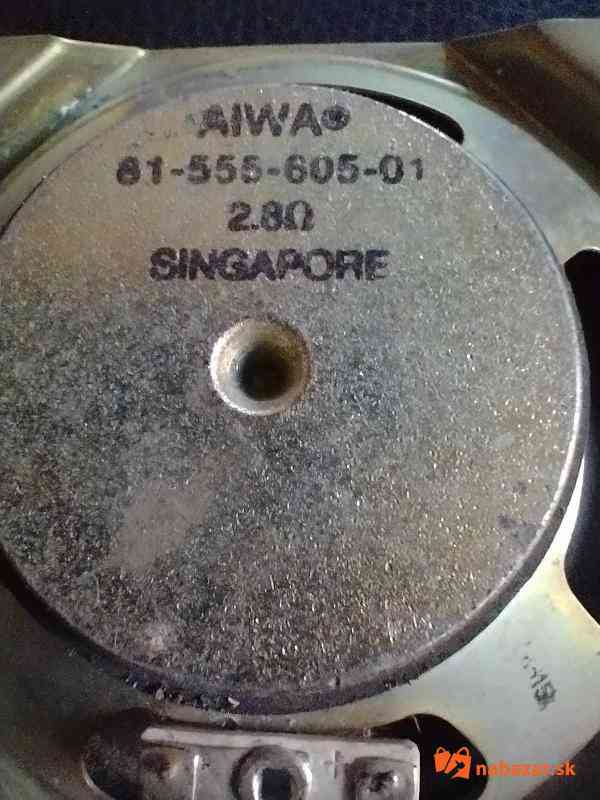 AIWA®
81-555-605-01
2.8Ω
SINGAPORE
nabazar.sk